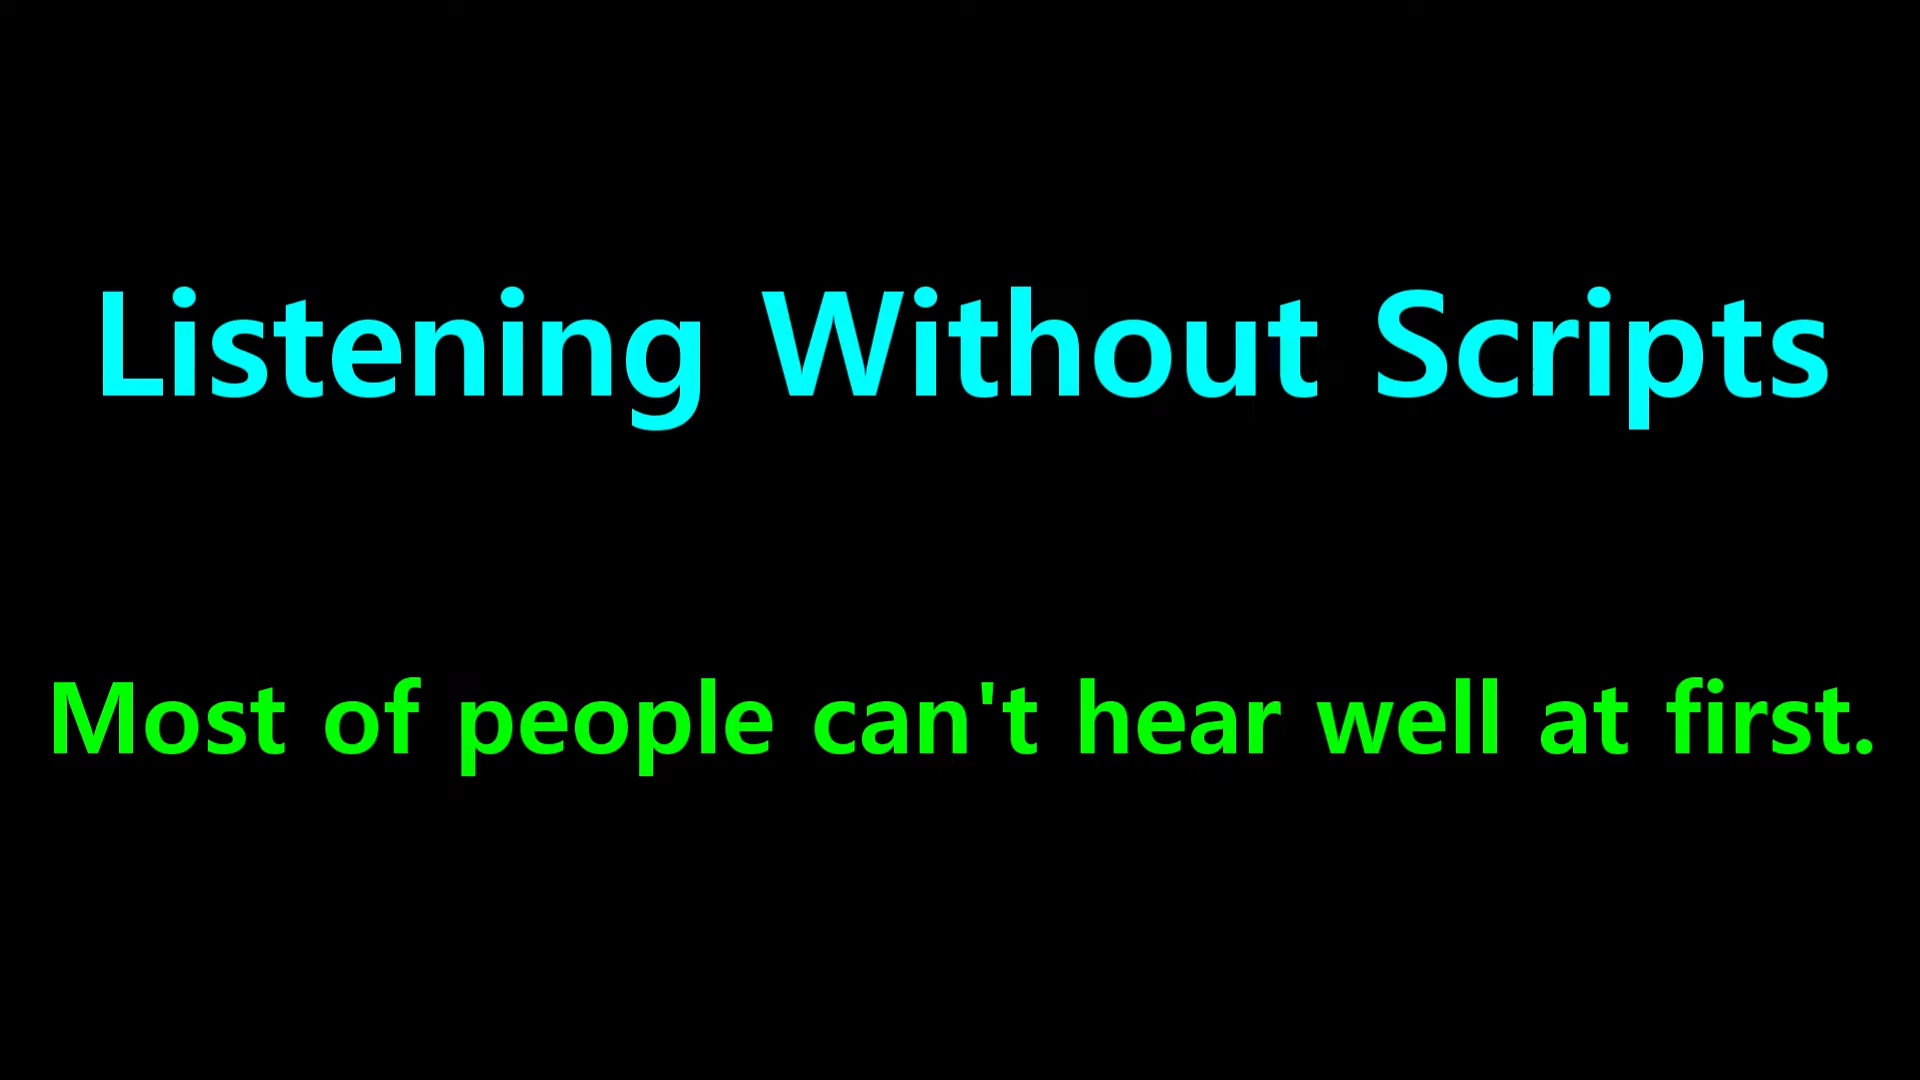 Listening Without Scripts
Most of people can't hear well at first.